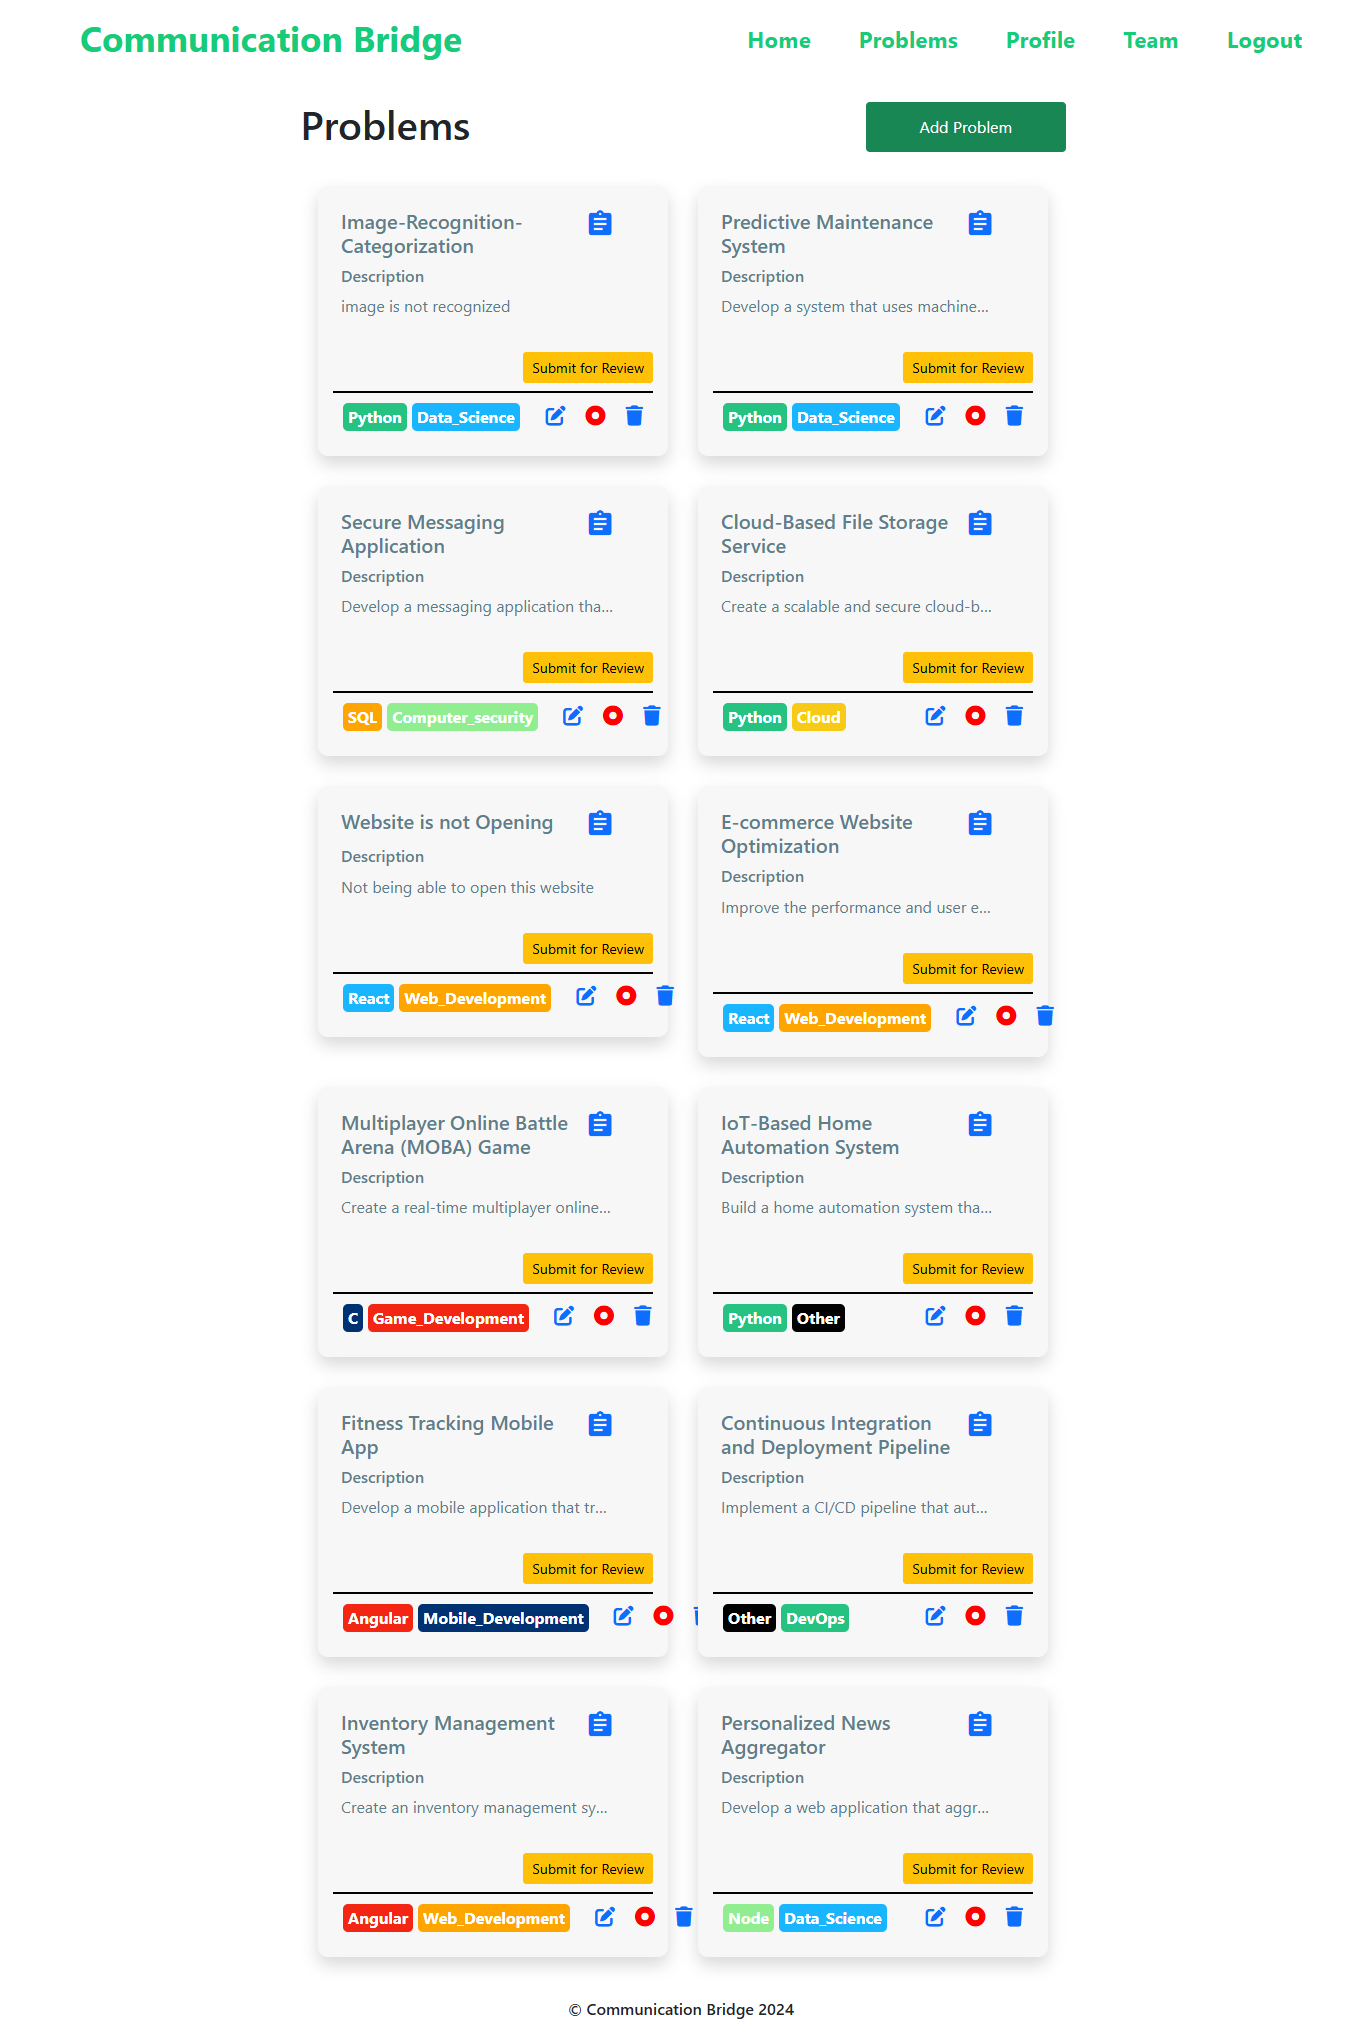 Communication Bridge
Home Problems Profile Team Logout
Problems
Add Problem
Image-Recognition-
Categorization
Description
image is not recognized
Submit for Review
Python Data_Science
Predictive Maintenance
System
Description
Develop a system that uses machine...
Submit for Review
Python Data_Science
Secure Messaging
Application
Description
Develop a messaging application tha...
Submit for Review
SQL Computer_security
Cloud-Based File Storage
Service
Description
Create a scalable and secure cloud-b...
Submit for Review
Python Cloud
Website is not Opening
Description
Not being able to open this website
Submit for Review
React Web_Development
E-commerce Website
Optimization
Description
Improve the performance and user e...
Submit for Review
React Web_Development
Multiplayer Online Battle
Arena (MOBA) Game
Description
Create a real-time multiplayer online...
Submit for Review
C Game_Development
IoT-Based Home
Automation System
Description
Build a home automation system tha...
Submit for Review
Python Other
Fitness Tracking Mobile
App
Description
Develop a mobile application that tr...
Submit for Review
Angular Mobile_Development
Continuous Integration
and Deployment Pipeline
Description
Implement a CI/CD pipeline that aut...
Submit for Review
Other DevOps
Inventory Management
System
Description
Create an inventory management sy...
Submit for Review
Angular Web_Development
Personalized News
Aggregator
Description
Develop a web application that aggr...
Submit for Review
Node Data_Science
© Communication Bridge 2024